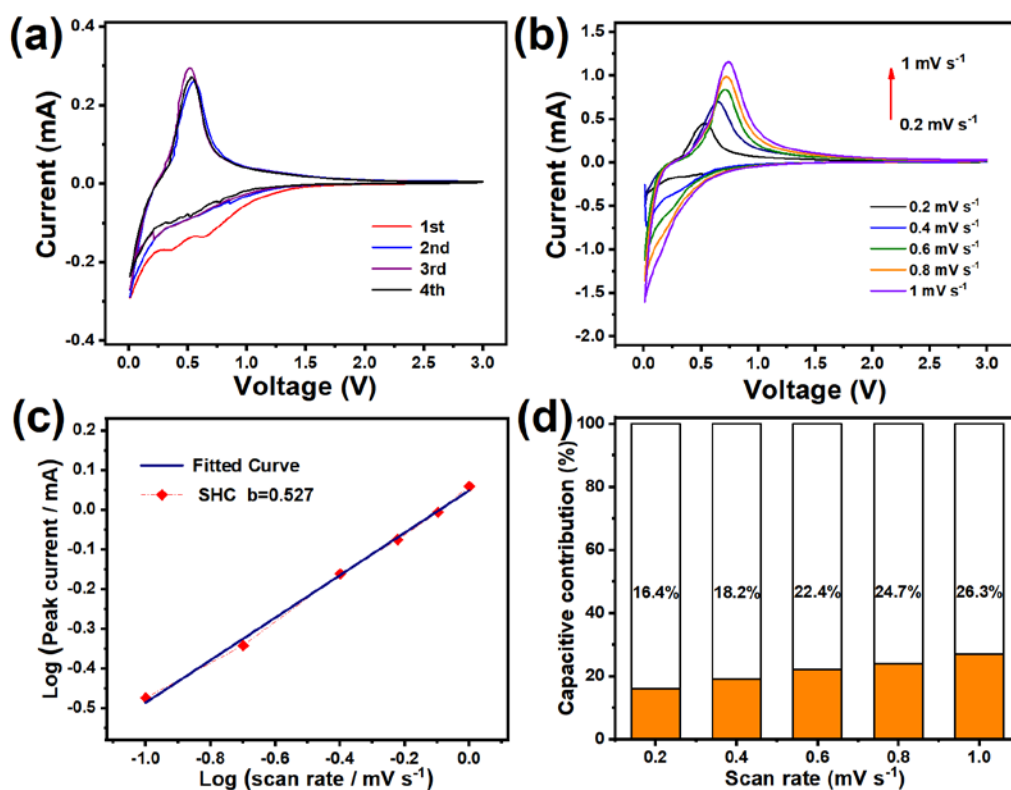 (a)
Current (mA)
0.4
0.2
0.0
-0.2
-0.4
1st
2nd
3rd
4th
0.0 0.5 1.0 1.5 2.0 2.5 3.0
Voltage (V)
(b)
Current (mA)
1.5
1.0
0.5
0.0
-0.5
-1.0
-1.5
-2.0
1 mV s⁻¹
0.2 mV s⁻¹
0.2 mV s⁻¹
0.4 mV s⁻¹
0.6 mV s⁻¹
0.8 mV s⁻¹
1 mV s⁻¹
0.0 0.5 1.0 1.5 2.0 2.5 3.0
Voltage (V)
(c)
Log (Peak current / mA)
0.2
0.1
0.0
-0.1
-0.2
-0.3
-0.4
-0.5
Fitted Curve
SHC b=0.527
-1.0 -0.8 -0.6 -0.4 -0.2 0.0
Log (scan rate / mV s⁻¹)
(d)
Capacitive contribution (%)
100
80
60
40
20
0
16.4% 18.2% 22.4% 24.7% 26.3%
0.2 0.4 0.6 0.8 1.0
Scan rate (mV s⁻¹)